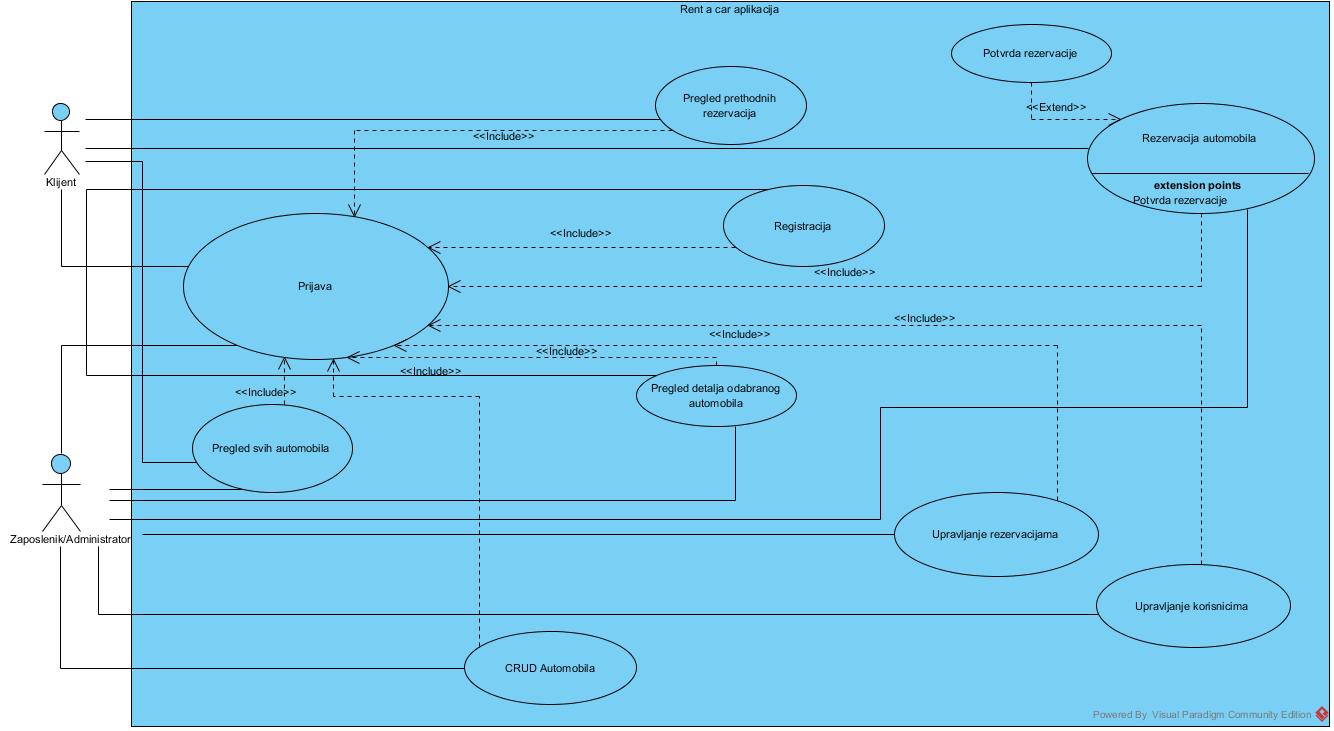 Rent a car aplikacija
Potvrda rezervacije
<<Extend>>
Pregled prethodnih
rezervacija
<<Include>>
Rezervacija automobila
extension points
Potvrda rezervacije
Klijent
Registracija
<<Include>>
<<Include>>
Prijava
<<Include>>
<<Include>>
<<Include>>
<<Include>>
<<Include>>
Pregled detalja odabranog
automobila
Pregled svih automobila
Zaposlenik/Administrator
Upravljanje rezervacijama
Upravljanje korisnicima
CRUD Automobila
Powered By Visual Paradigm Community Edition